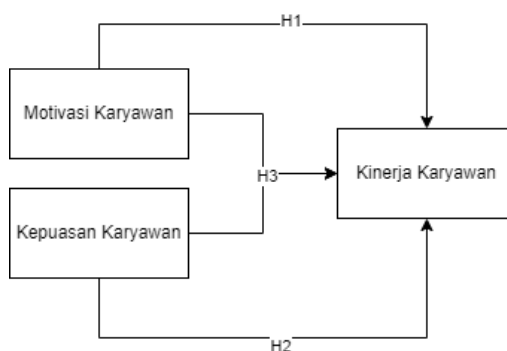 H1
Motivasi Karyawan
Kinerja Karyawan
H3
Kepuasan Karyawan
H2